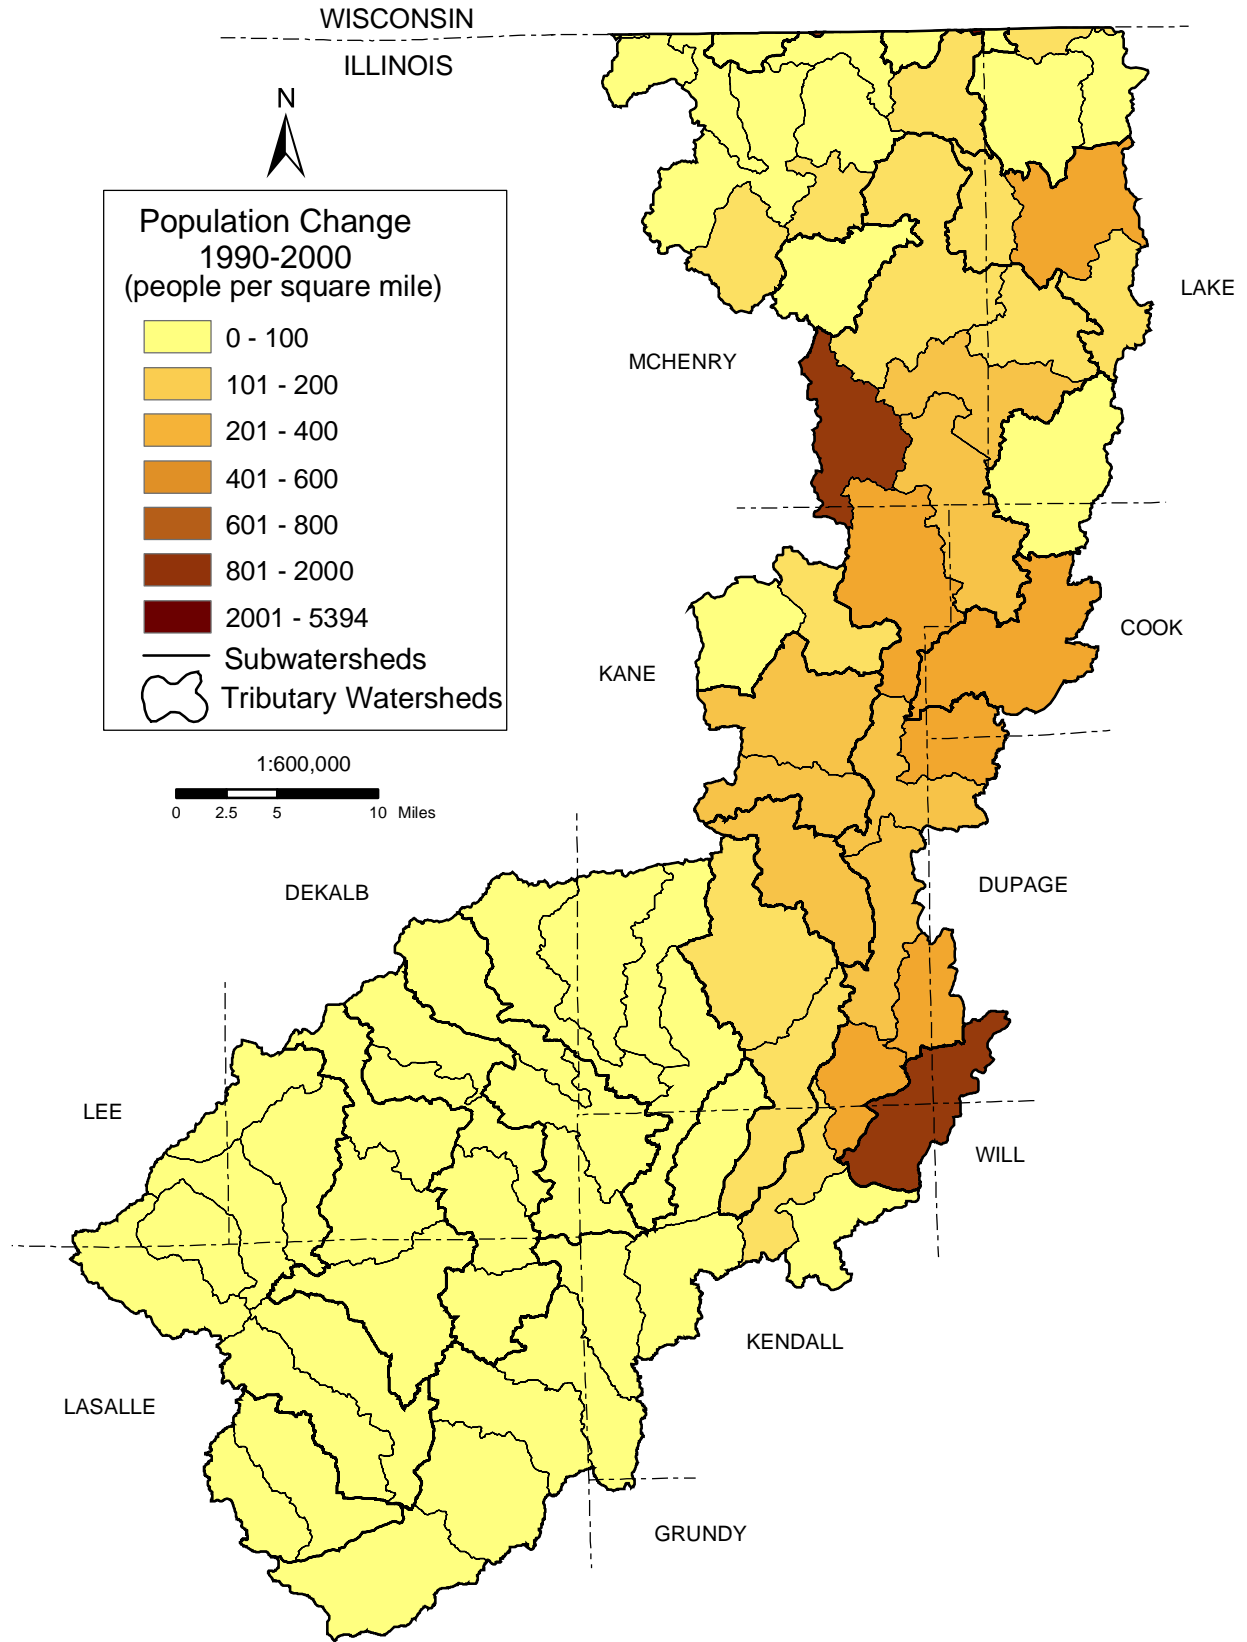 WISCONSIN
ILLINOIS
N
Population Change
1990-2000
(people per square mile)
0 - 100
101 - 200
201 - 400
401 - 600
601 - 800
801 - 2000
2001 - 5394
Subwatersheds
Tributary Watersheds
1:600,000
0 2.5 5 10 Miles
LAKE
MCHENRY
COOK
KANE
DEKALB
DUPAGE
LEE
WILL
KENDALL
LASALLE
GRUNDY